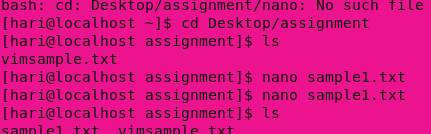 bash: cd: Desktop/assignment/nano: No such file
[hari@localhost ~]$ cd Desktop/assignment
[hari@localhost assignment]$ ls
vimsample.txt
[hari@localhost assignment]$ nano sample1.txt
[hari@localhost assignment]$ nano sample1.txt
[hari@localhost assignment]$ ls
sample1.txt  vimsample.txt